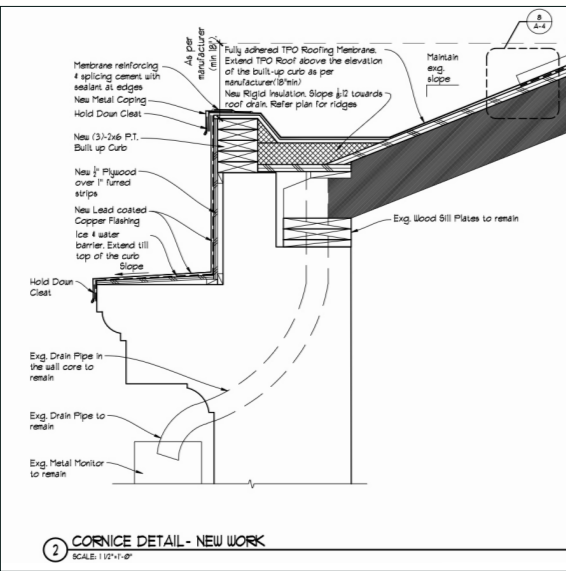 B
A-4
As per
manufacturer
(min 18")
Fully adhered TPO Roofing Membrane.
Extend TPO Roof above the elevation
of the built-up curb as per
manufacturer(18"min)
New Rigid Insulation. Slope ⅛:12 towards
roof drain. Refer plan for ridges
Maintain
exg.
slope
Membrane reinforcing
& splicing cement with
sealant at edges
New Metal Coping
Hold Down Cleat
New (3)-2x6 P.T.
Built up Curb
New ½" Plywood
over 1" furred
strips
New Lead coated
Copper Flashing
Ice & water
barrier. Extend till
top of the curb
Slope
Hold Down
Cleat
Exg. Wood Sill Plates to remain
Exg. Drain Pipe in
the wall core to
remain
Exg. Drain Pipe to
remain
Exg. Metal Monitor
to remain
2
CORNICE DETAIL- NEW WORK
SCALE: 1 1/2"=1'-0"